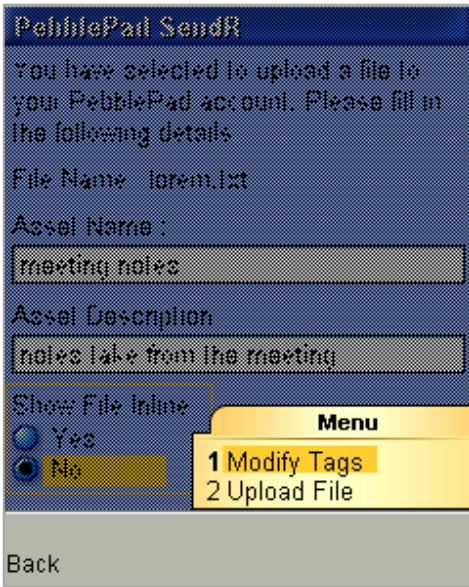 PebblePad SendR
You have selected to upload a file to
your PebblePad account. Please fill in
the following details
File Name lorem.txt
Asset Name :
meeting notes
Asset Description
notes take from the meeting
Show File Inline
Yes
No
Menu
1 Modify Tags
2 Upload File
Back